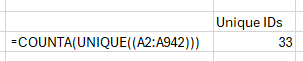 Unique IDs
=COUNTA(UNIQUE((A2:A942))) 33